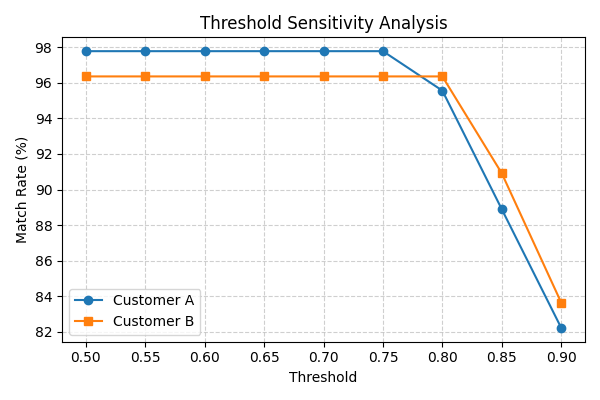 Threshold Sensitivity Analysis
Match Rate (%)
98
96
94
92
90
88
86
84
82
Customer A
Customer B
0.50 0.55 0.60 0.65 0.70 0.75 0.80 0.85 0.90
Threshold